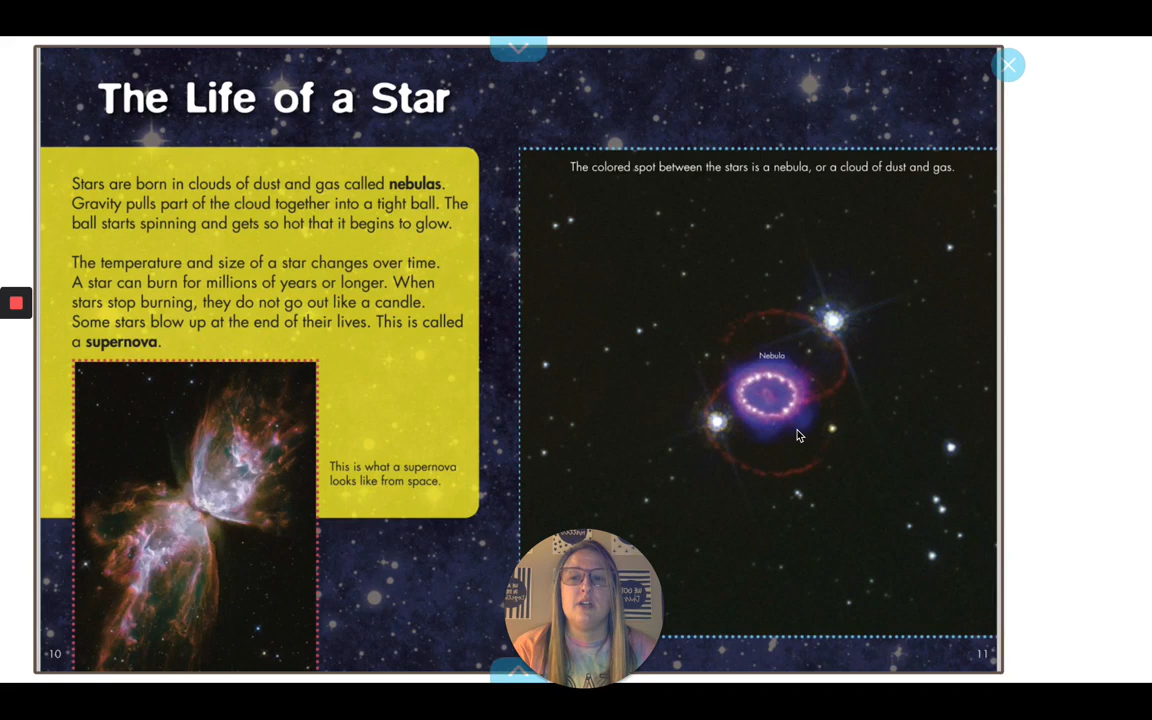 The Life of a Star
Stars are born in clouds of dust and gas called nebulas.
Gravity pulls part of the cloud together into a tight ball. The
ball starts spinning and gets so hot that it begins to glow.
The temperature and size of a star changes over time.
A star can burn for millions of years or longer. When
stars stop burning, they do not go out like a candle.
Some stars blow up at the end of their lives. This is called
a supernova.
This is what a supernova
looks like from space.
10
The colored spot between the stars is a nebula, or a cloud of dust and gas.
Nebula
11